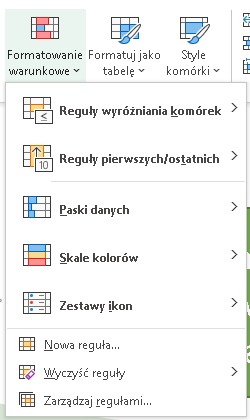 Formatowanie Formatuj jako Style
warunkowe tabelę komórki
≤ Reguły wyróżniania komórek
10 Reguły pierwszych/ostatnich
Paski danych
Skale kolorów
Zestawy ikon
Nowa reguła...
Wyczyść reguły
Zarządzaj regułami...